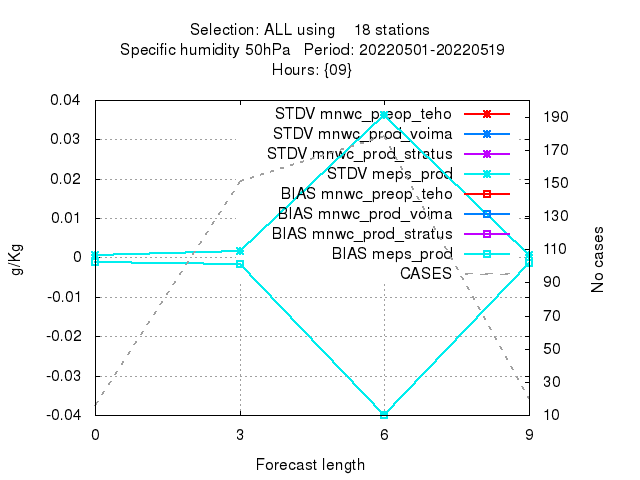 Selection: ALL using 18 stations
Specific humidity 50hPa Period: 20220501-20220519
Hours: {09}
0.04
0.03
0.02
0.01
0
-0.01
-0.02
-0.03
-0.04
g/Kg
STDV mnwc_preop_teho
STDV mnwc_prod_voima
STDV mnwc_prod_stratus
STDV meps_prod
BIAS mnwc_preop_teho
BIAS mnwc_prod_voima
BIAS mnwc_prod_stratus
BIAS meps_prod
CASES
190
170
150
130
110
90
70
50
30
10
No cases
0 3 6 9
Forecast length